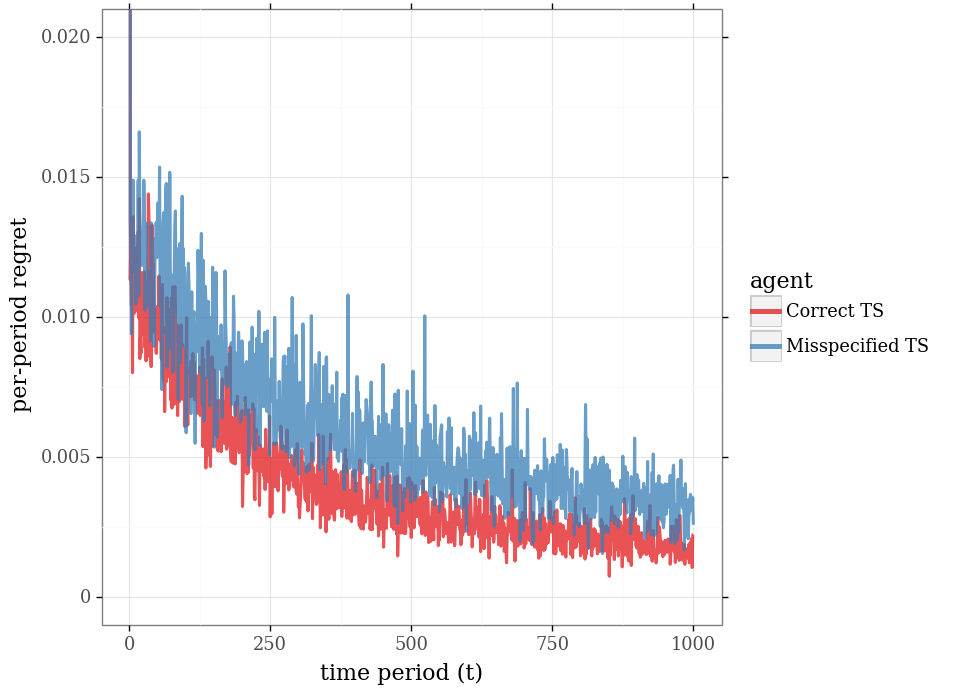 0.020
0.015
0.010
0.005
0
0
250
500
750
1000
time period (t)
per-period regret
agent
Correct TS
Misspecified TS